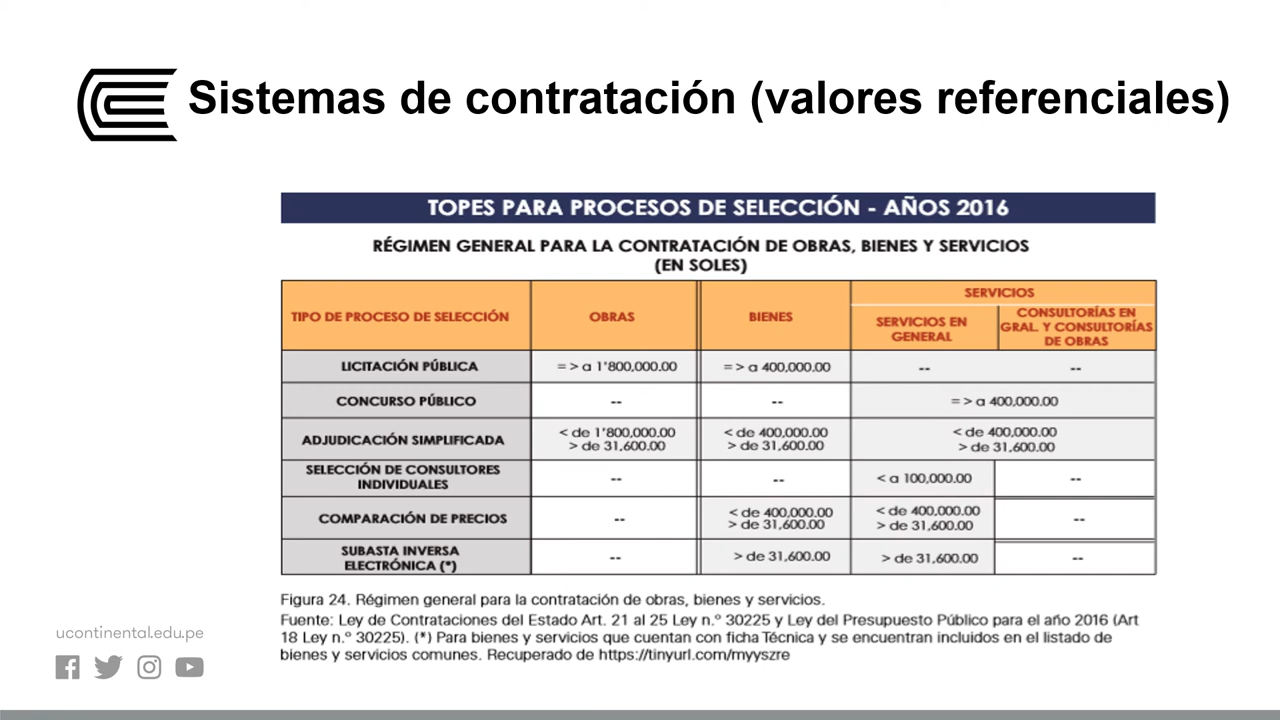 Sistemas de contratación (valores referenciales)
TOPES PARA PROCESOS DE SELECCIÓN - AÑOS 2016
RÉGIMEN GENERAL PARA LA CONTRATACIÓN DE OBRAS, BIENES Y SERVICIOS
(EN SOLES)
TIPO DE PROCESO DE SELECCIÓN OBRAS BIENES SERVICIOS
SERVICIOS EN
GENERAL
CONSULTORÍAS EN
GRAL. Y CONSULTORÍAS
DE OBRAS
LICITACIÓN PÚBLICA = > a 1'800,000.00 = > a 400,000.00 -- --
CONCURSO PÚBLICO -- -- = > a 400,000.00
ADJUDICACIÓN SIMPLIFICADA
< de 1'800,000.00 < de 400,000.00 < de 400,000.00
> de 31,600.00 > de 31,600.00 > de 31,600.00
SELECCIÓN DE CONSULTORES
INDIVIDUALES
-- -- < a 100,000.00 --
COMPARACIÓN DE PRECIOS
-- < de 400,000.00 < de 400,000.00 --
> de 31,600.00 > de 31,600.00
SUBASTA INVERSA
ELECTRÓNICA (*)
-- > de 31,600.00 > de 31,600.00 --
Figura 24. Régimen general para la contratación de obras, bienes y servicios.
Fuente: Ley de Contrataciones del Estado Art. 21 al 25 Ley n.º 30225 y Ley del Presupuesto Público para el año 2016 (Art
18 Ley n.º 30225). (*) Para bienes y servicios que cuentan con ficha Técnica y se encuentran incluidos en el listado de
bienes y servicios comunes. Recuperado de https://tinyurl.com/myyszre
ucontinental.edu.pe